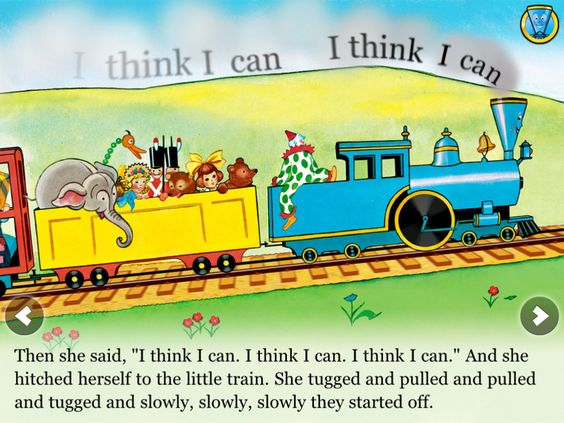 I think I can I think I can
Then she said, "I think I can. I think I can. I think I can." And she
hitched herself to the little train. She tugged and pulled and pulled
and tugged and slowly, slowly, slowly they started off.